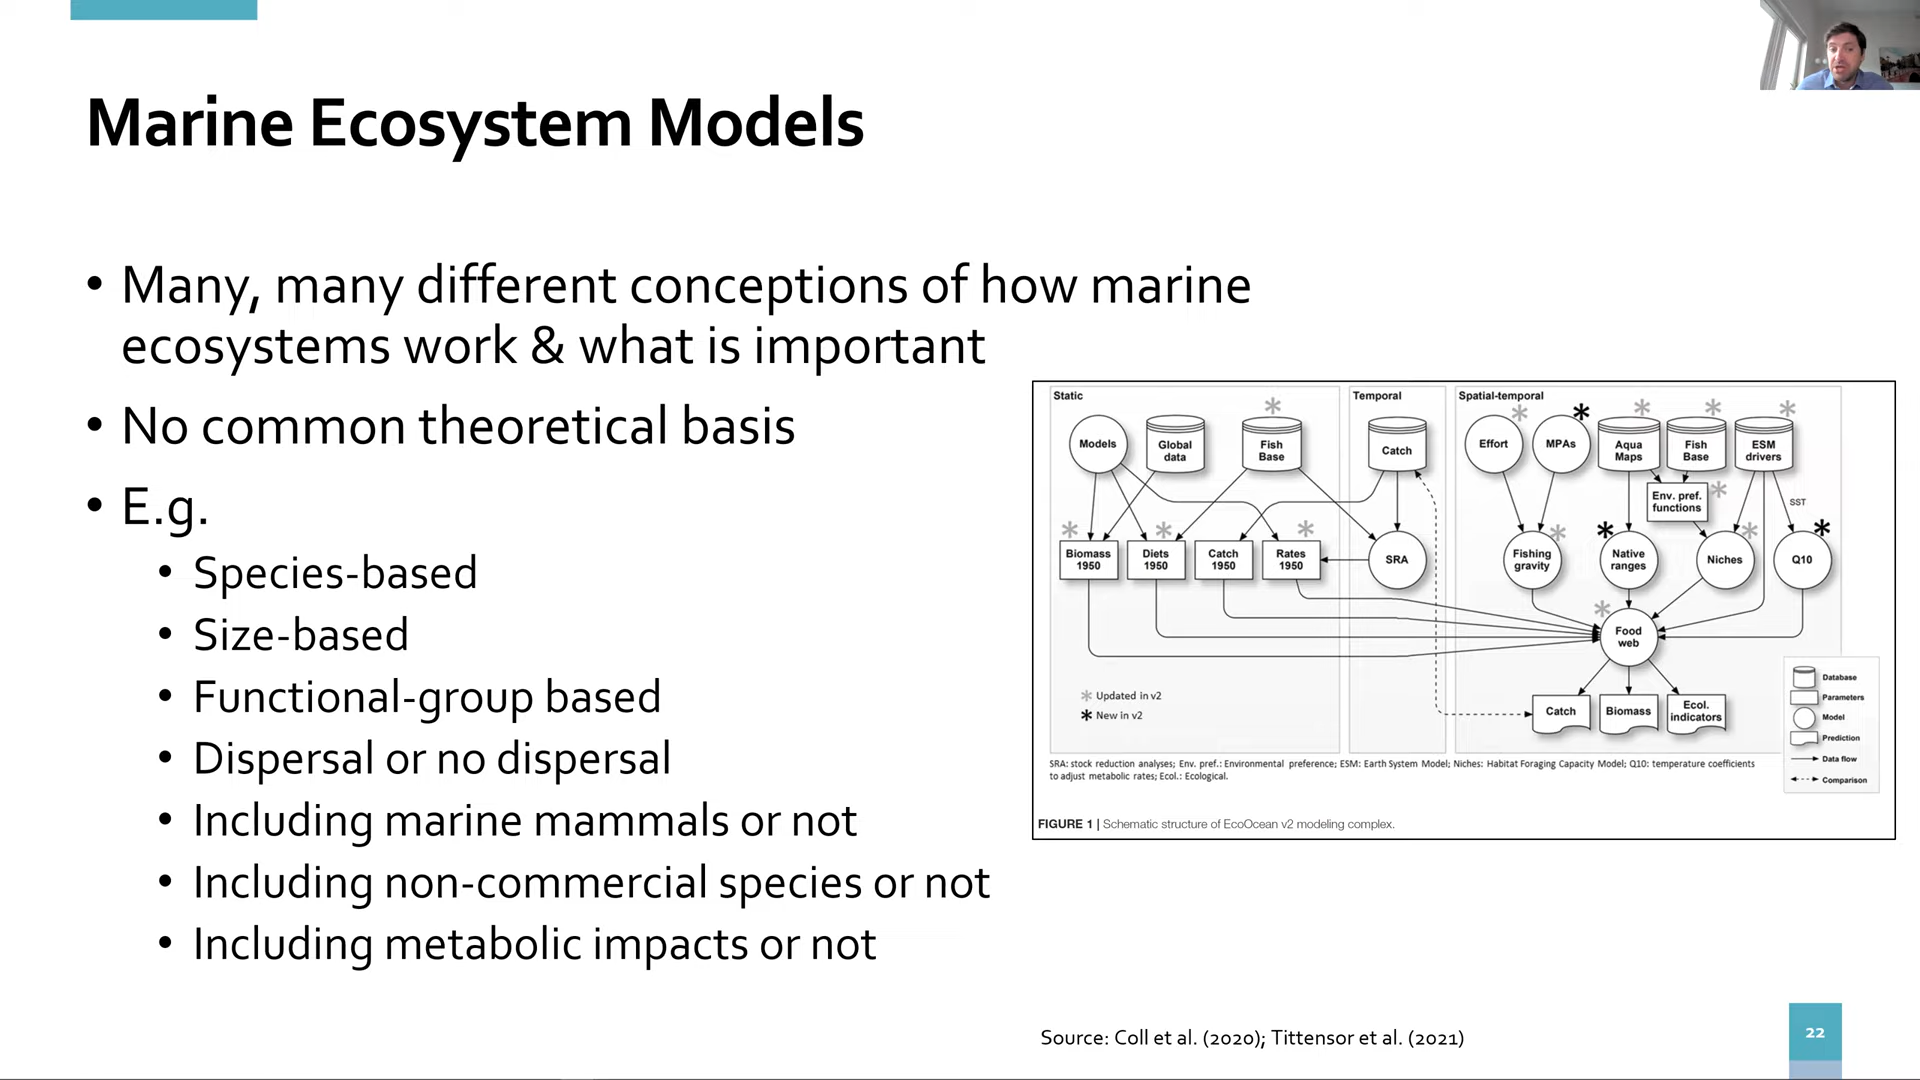 Marine Ecosystem Models
• Many, many different conceptions of how marine
ecosystems work & what is important
• No common theoretical basis
• E.g.
• Species-based
• Size-based
• Functional-group based
• Dispersal or no dispersal
• Including marine mammals or not
• Including non-commercial species or not
• Including metabolic impacts or not
Static
Temporal
Spatial-temporal
Models
Global
data
Fish
Base
Catch
Effort
MPAs
Aqua
Maps
Fish
Base
ESM
drivers
Env. pref.
functions
SST
Biomass
1950
Diets
1950
Catch
1950
Rates
1950
SRA
Fishing
gravity
Native
ranges
Niches
Q10
Food
web
* Updated in v2
* New in v2
Catch
Biomass
Ecol.
indicators
Database
Parameters
Model
Prediction
Data flow
Comparison
SRA: stock reduction analyses; Env. pref.: Environmental preference; ESM: Earth System Model; Niches: Habitat Foraging Capacity Model; Q10: temperature coefficients
to adjust metabolic rates; Ecol.: Ecological.
FIGURE 1 | Schematic structure of EcoOcean v2 modeling complex.
Source: Coll et al. (2020); Tittensor et al. (2021)
22